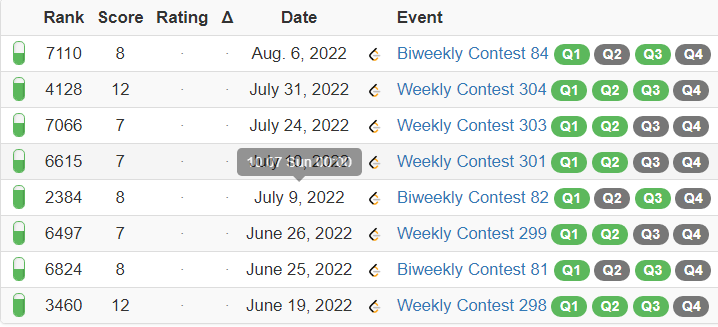 Rank Score Rating Δ Date Event
7110 8 · · Aug. 6, 2022 Biweekly Contest 84 Q1 Q2 Q3 Q4
4128 12 · · July 31, 2022 Weekly Contest 304 Q1 Q2 Q3 Q4
7066 7 · · July 24, 2022 Weekly Contest 303 Q1 Q2 Q3 Q4
6615 7 · · Weekly Contest 301 Q1 Q2 Q3 Q4
2384 8 · · July 9, 2022 Biweekly Contest 82 Q1 Q2 Q3 Q4
6497 7 · · June 26, 2022 Weekly Contest 299 Q1 Q2 Q3 Q4
6824 8 · · June 25, 2022 Biweekly Contest 81 Q1 Q2 Q3 Q4
3460 12 · · June 19, 2022 Weekly Contest 298 Q1 Q2 Q3 Q4